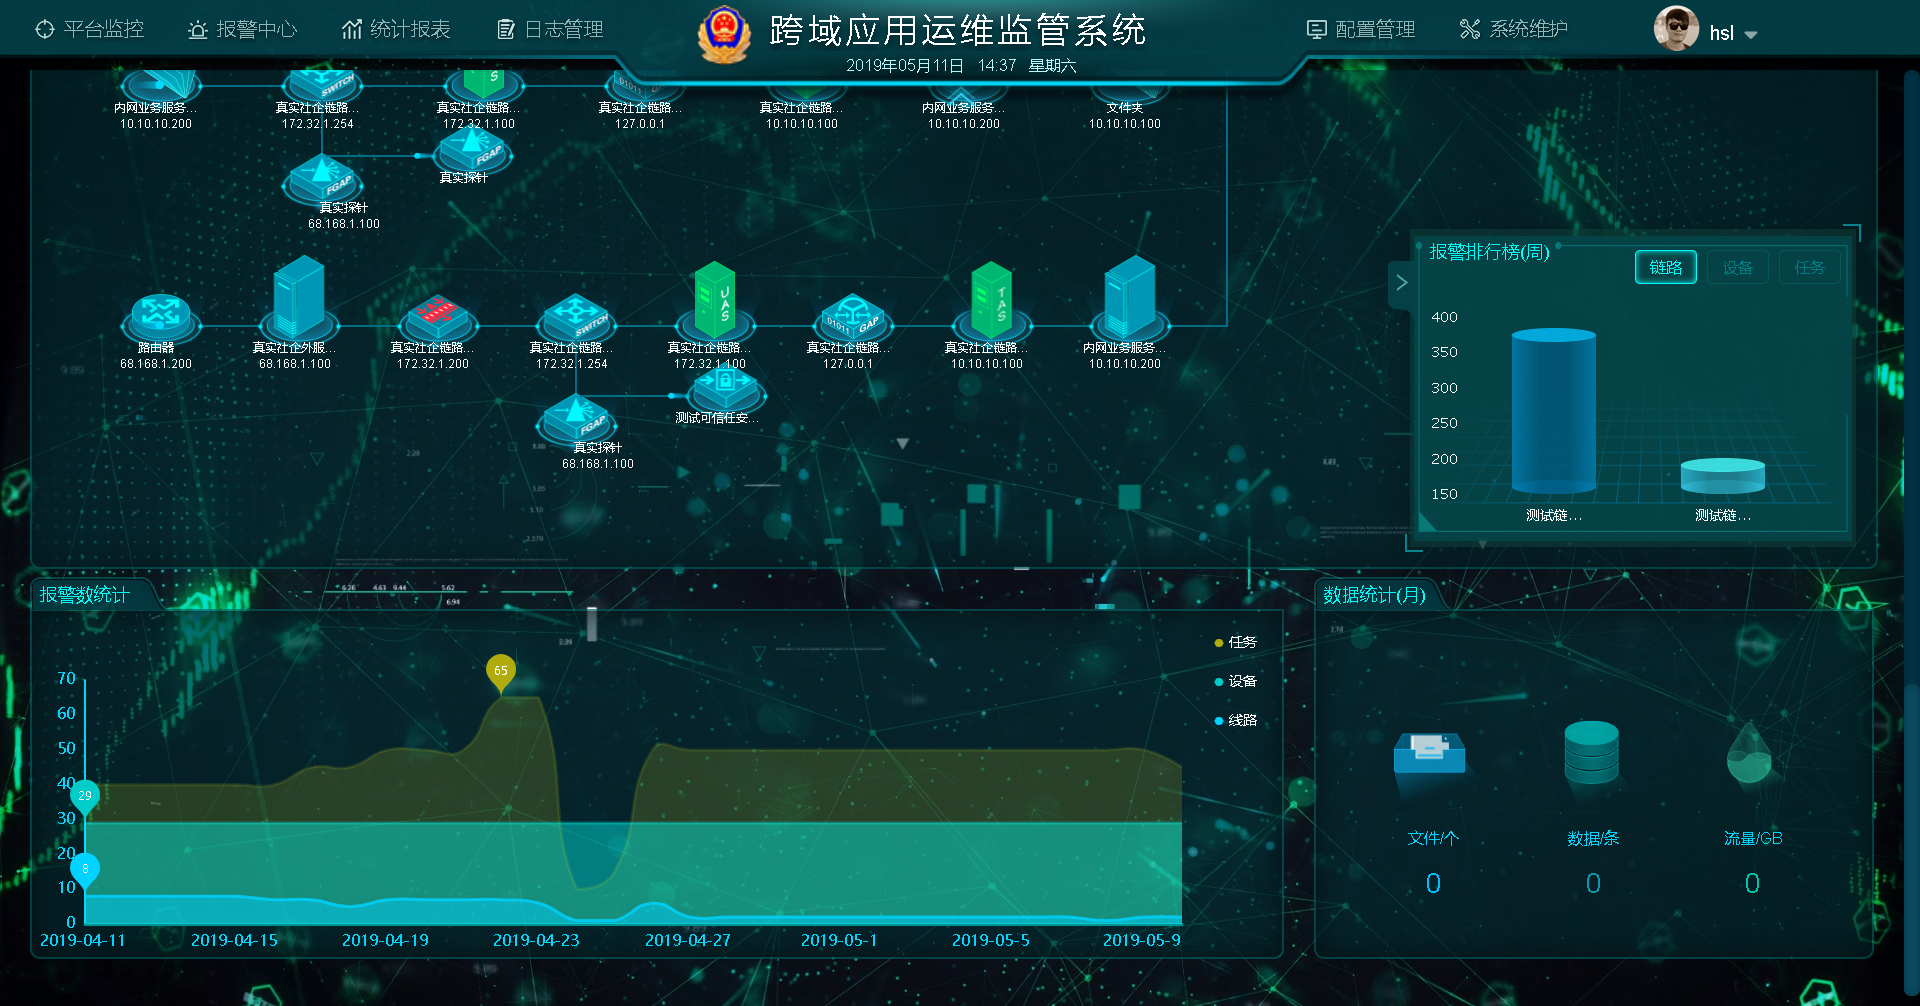 平台监控
报警中心
统计报表
日志管理
跨域应用运维监管系统
2019年05月11日 14:37 星期六
配置管理
系统维护
hsl
SWITCH
S
01011
内网业务服务...
真实社企链路...
真实社企链路...
真实社企链路...
真实社企链路...
内网业务服务...
文件夹
10.10.10.200
172.32.1.254
172.32.1.100
127.0.0.1
10.10.10.100
10.10.10.200
10.10.10.100
FGAP
真实探针
FGAP
真实探针
68.168.1.100
SWITCH
UAS
01011 GAP
TAS
路由器
真实社企外服...
真实社企链路...
真实社企链路...
真实社企链路...
真实社企链路...
真实社企链路...
内网业务服务...
68.168.1.200
68.168.1.100
172.32.1.200
172.32.1.254
172.32.1.100
127.0.0.1
10.10.10.100
10.10.10.200
测试可信任安...
FGAP
真实探针
68.168.1.100
报警排行榜(周)
链路
设备
任务
400
350
300
250
200
150
测试链...
测试链...
报警数统计
任务
设备
线路
70
60
50
40
30
20
10
0
65
29
8
2019-04-11
2019-04-15
2019-04-19
2019-04-23
2019-04-27
2019-05-1
2019-05-5
2019-05-9
数据统计(月)
文件/个
数据/条
流量/GB
0
0
0